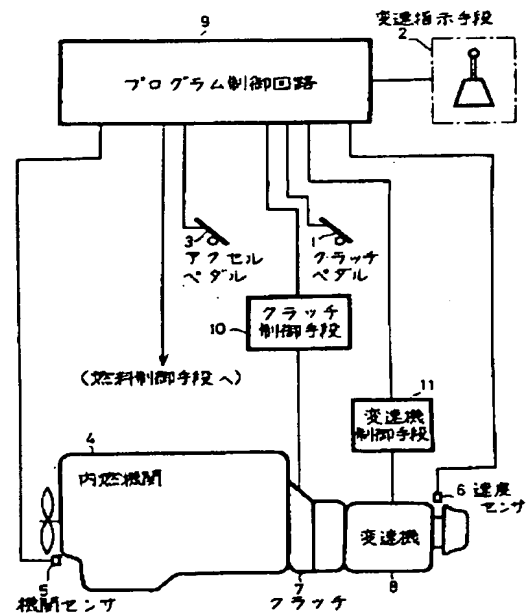 9
プログラム制御回路
変速指示手段
2
3
アクセル
ペダル
1
クラッチ
ペダル
10
クラッチ
制御手段
(燃料制御手段へ)
11
変速機
制御手段
4
内燃機関
6 速度
センサ
5
機関センサ
7
クラッチ
変速機
8